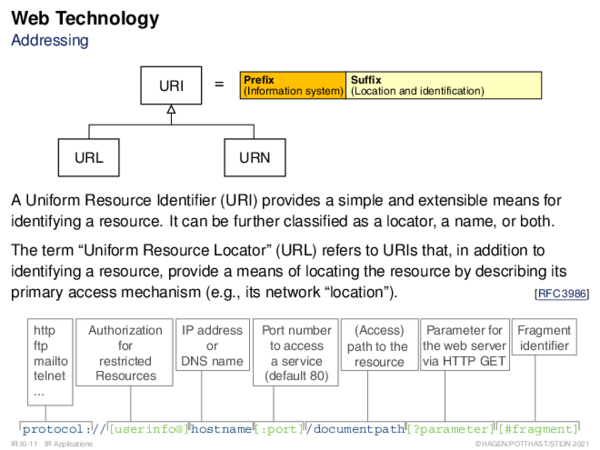 Web Technology
Addressing
URI
=
Prefix
(Information system)
Suffix
(Location and identification)
URL
URN
A Uniform Resource Identifier (URI) provides a simple and extensible means for
identifying a resource. It can be further classified as a locator, a name, or both.
The term “Uniform Resource Locator” (URL) refers to URIs that, in addition to
identifying a resource, provide a means of locating the resource by describing its
primary access mechanism (e.g., its network “location”).
[RFC3986]
http
ftp
mailto
telnet
...
Authorization
for
restricted
Resources
IP address
or
DNS name
Port number
to access
a service
(default 80)
(Access)
path to the
resource
Parameter for
the web server
via HTTP GET
Fragment
identifier
protocol://[userinfo@]hostname[:port]/documentpath[?parameter][#fragment]
IR:XI-11 IR Applications
©HAGEN/POTTHAST/STEIN 2021